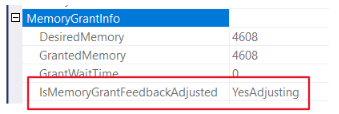 MemoryGrantInfo
DesiredMemory 4608
GrantedMemory 4608
GrantWaitTime 0
IsMemoryGrantFeedbackAdjusted YesAdjusting